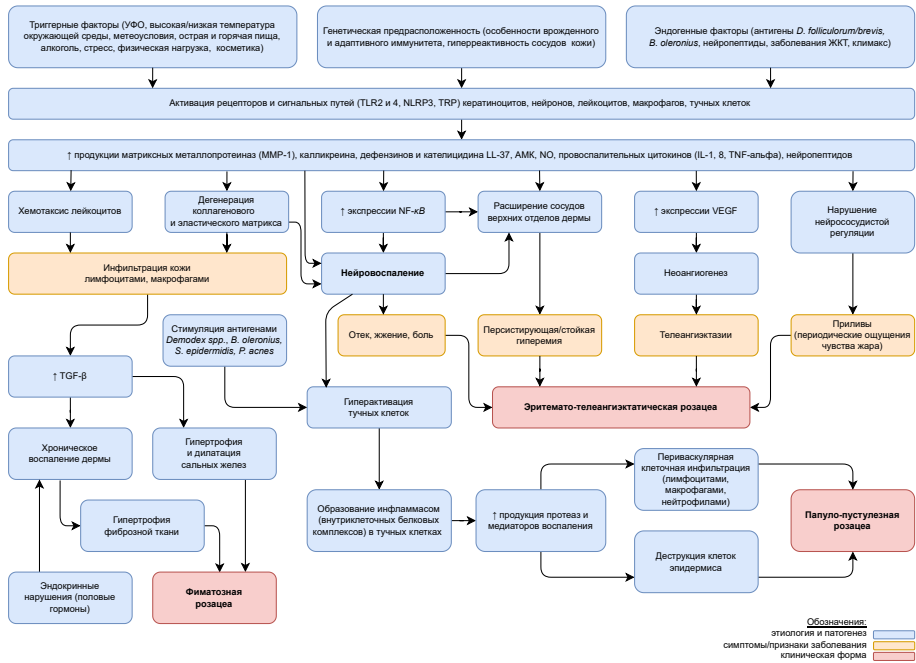 Триггерные факторы (УФО, высокая/низкая температура
окружающей среды, метеоусловия, острая и горячая пища,
алкоголь, стресс, физическая нагрузка, косметика)
Генетическая предрасположенность (особенности врожденного
и адаптивного иммунитета, гиперреактивность сосудов кожи)
Эндогенные факторы (антигены D. folliculorum/brevis,
B. oleronius, нейропептиды, заболевания ЖКТ, климакс)
Активация рецепторов и сигнальных путей (TLR2 и 4, NLRP3, TRP) кератиноцитов, нейронов, лейкоцитов, макрофагов, тучных клеток
↑ продукции матриксных металлопротеиназ (MMP-1), калликреина, дефензинов и кателицидина LL-37, АМК, NO, провоспалительных цитокинов (IL-1, 8, TNF-альфа), нейропептидов
Хемотаксис лейкоцитов
Дегенерация
коллагенового
и эластического матрикса
↑ экспрессии NF-κB
Расширение сосудов
верхних отделов дермы
↑ экспрессии VEGF
Нарушение
нейрососудистой
регуляции
Инфильтрация кожи
лимфоцитами, макрофагами
Нейровоспаление
Неоангиогенез
Стимуляция антигенами
Demodex spp., B. oleronius,
S. epidermidis, P. acnes
Отек, жжение, боль
Персистирующая/стойкая
гиперемия
Телеангиэктазии
Приливы
(периодические ощущения
чувства жара)
↑ TGF-β
Гиперактивация
тучных клеток
Эритемато-телеангиэктатическая розацеа
Хроническое
воспаление дермы
Гипертрофия
и дилатация
сальных желез
Периваскулярная
клеточная инфильтрация
(лимфоцитами,
макрофагами,
нейтрофилами)
Гипертрофия
фиброзной ткани
Образование инфламмасом
(внутриклеточных белковых
комплексов) в тучных клетках
↑ продукция протеаз и
медиаторов воспаления
Папуло-пустулезная
розацеа
Деструкция клеток
эпидермиса
Эндокринные
нарушения (половые
гормоны)
Фиматозная
розацеа
Обозначения:
этиология и патогенез
симптомы/признаки заболевания
клиническая форма